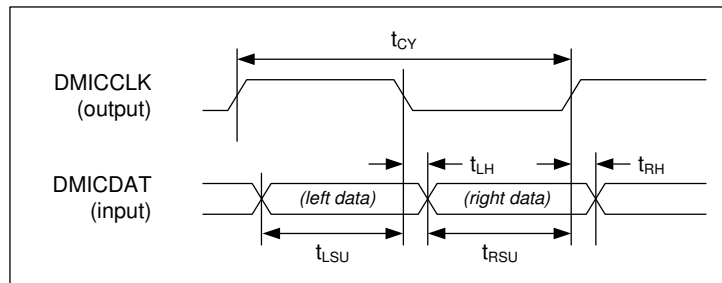 tCY
DMICCLK
(output)
tLH
tRH
DMICDAT
(input)
(left data)
(right data)
tLSU
tRSU